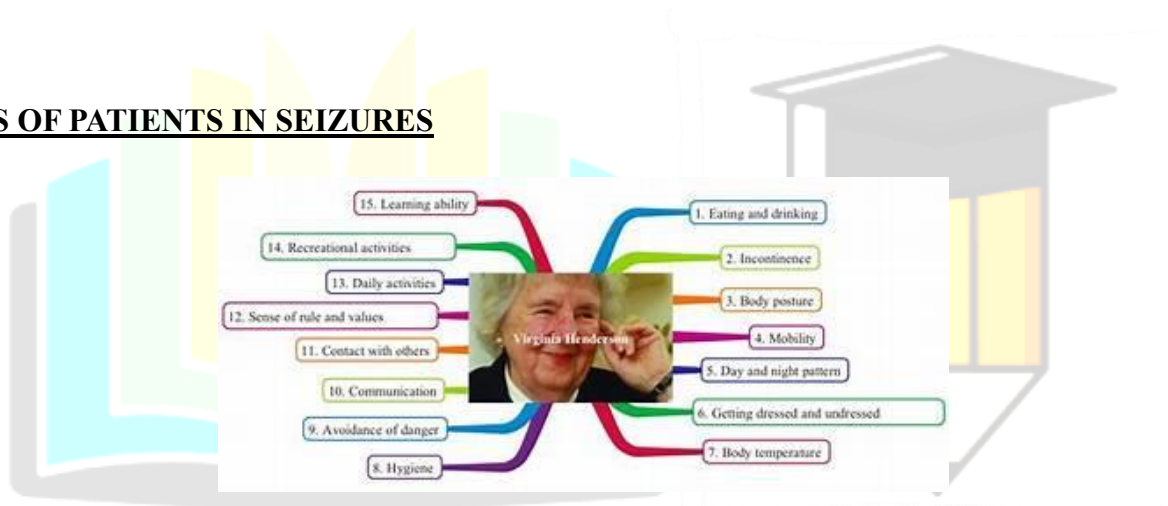 S OF PATIENTS IN SEIZURES
15. Learning ability
1. Eating and drinking
14. Recreational activities
2. Incontinence
13. Daily activities
3. Body posture
12. Sense of rule and values
Virginia Henderson
4. Mobility
11. Contact with others
5. Day and night pattern
10. Communication
6. Getting dressed and undressed
9. Avoidance of danger
7. Body temperature
8. Hygiene